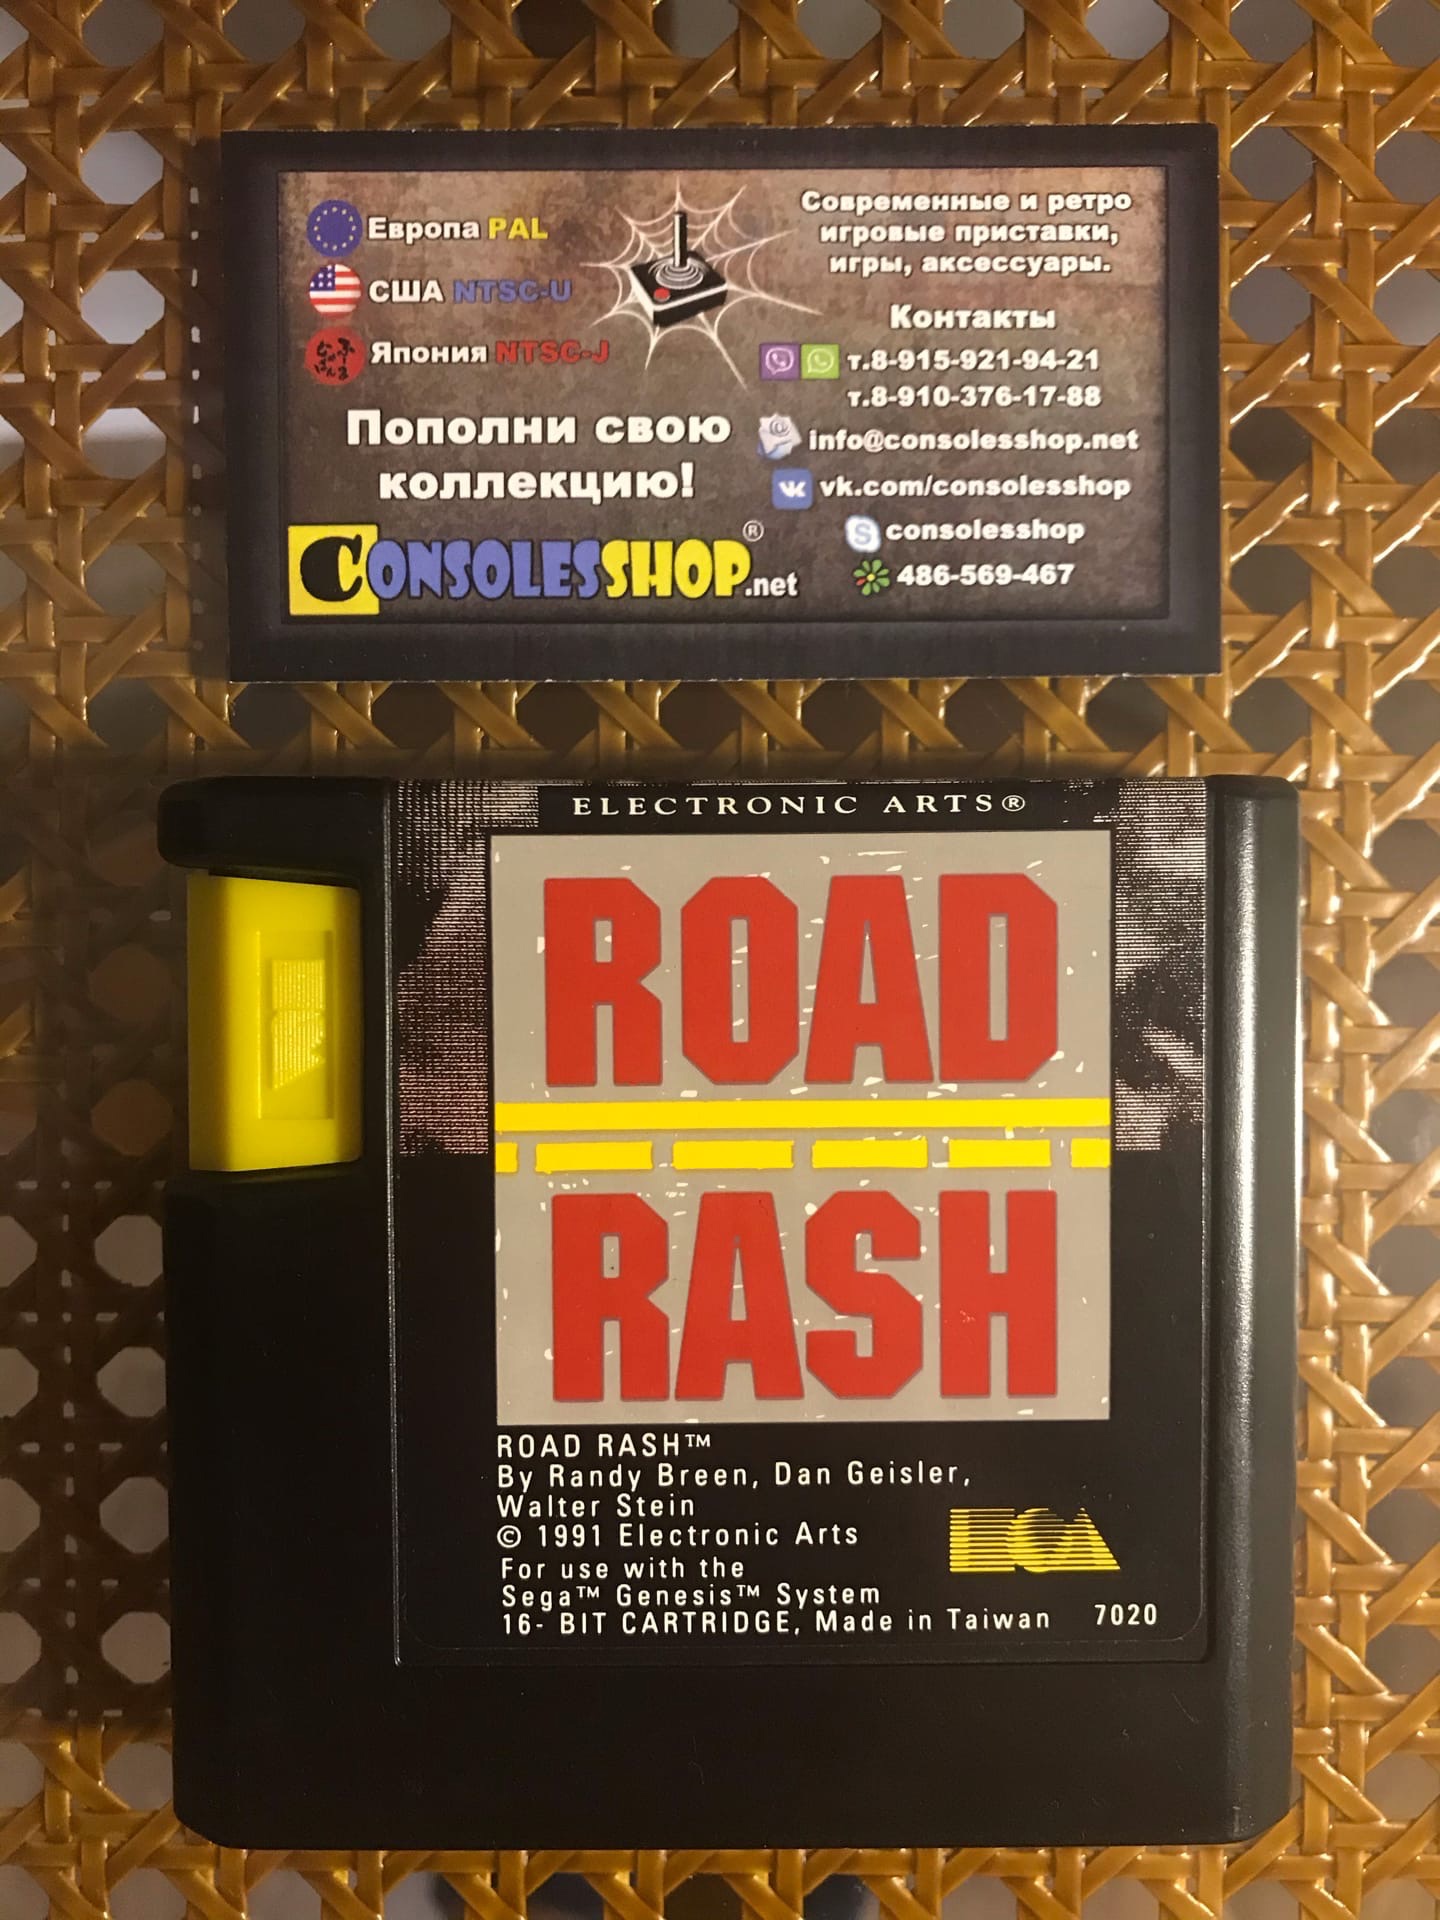 Европа PAL
США NTSC-U
Япония NTSC-J
Пополни свою
коллекцию!
CONSOLESSHOP.net®
Современные и ретро
игровые приставки,
игры, аксессуары.
Контакты
т.8-915-921-94-21
т.8-910-376-17-88
info@consolesshop.net
vk.com/consolesshop
consolesshop
486-569-467
ELECTRONIC ARTS®
ROAD
RASH
ROAD RASH™
By Randy Breen, Dan Geisler,
Walter Stein
© 1991 Electronic Arts
For use with the
Sega™ Genesis™ System
16- BIT CARTRIDGE, Made in Taiwan 7020
EA